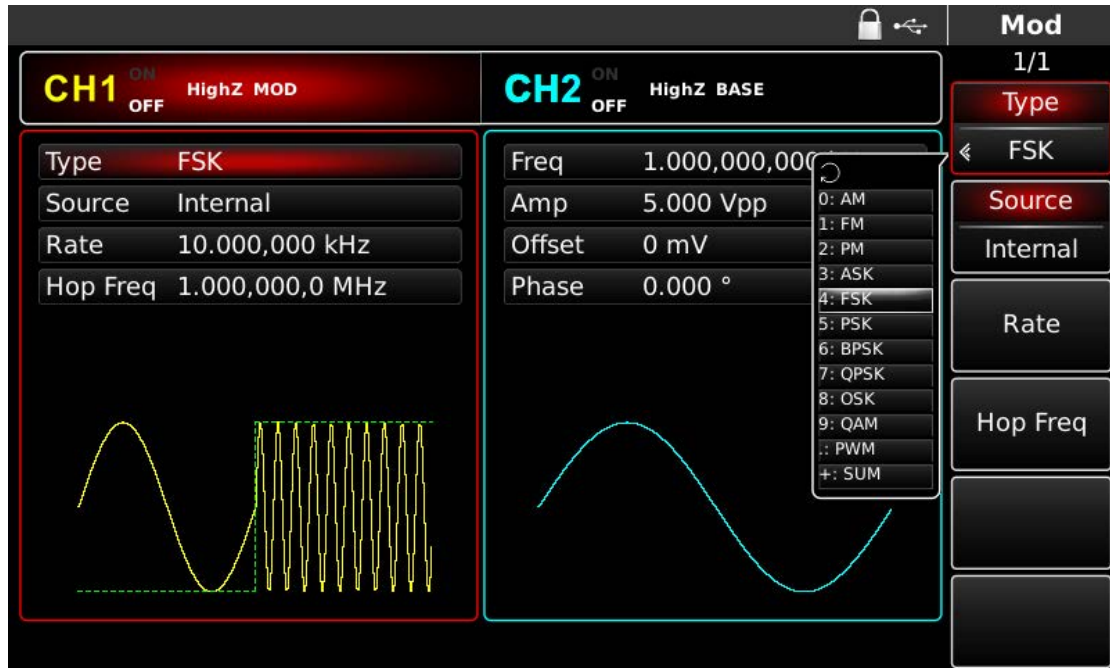 Mod
1/1
CH1 ON OFF HighZ MOD
CH2 ON OFF HighZ BASE
Type FSK
Source Internal
Rate 10.000,000 kHz
Hop Freq 1.000,000,0 MHz
Freq 1.000,000,000
Amp 5.000 Vpp
Offset 0 mV
Phase 0.000 °
0: AM
1: FM
2: PM
3: ASK
4: FSK
5: PSK
6: BPSK
7: QPSK
8: OSK
9: QAM
.: PWM
+: SUM
Type
FSK
Source
Internal
Rate
Hop Freq